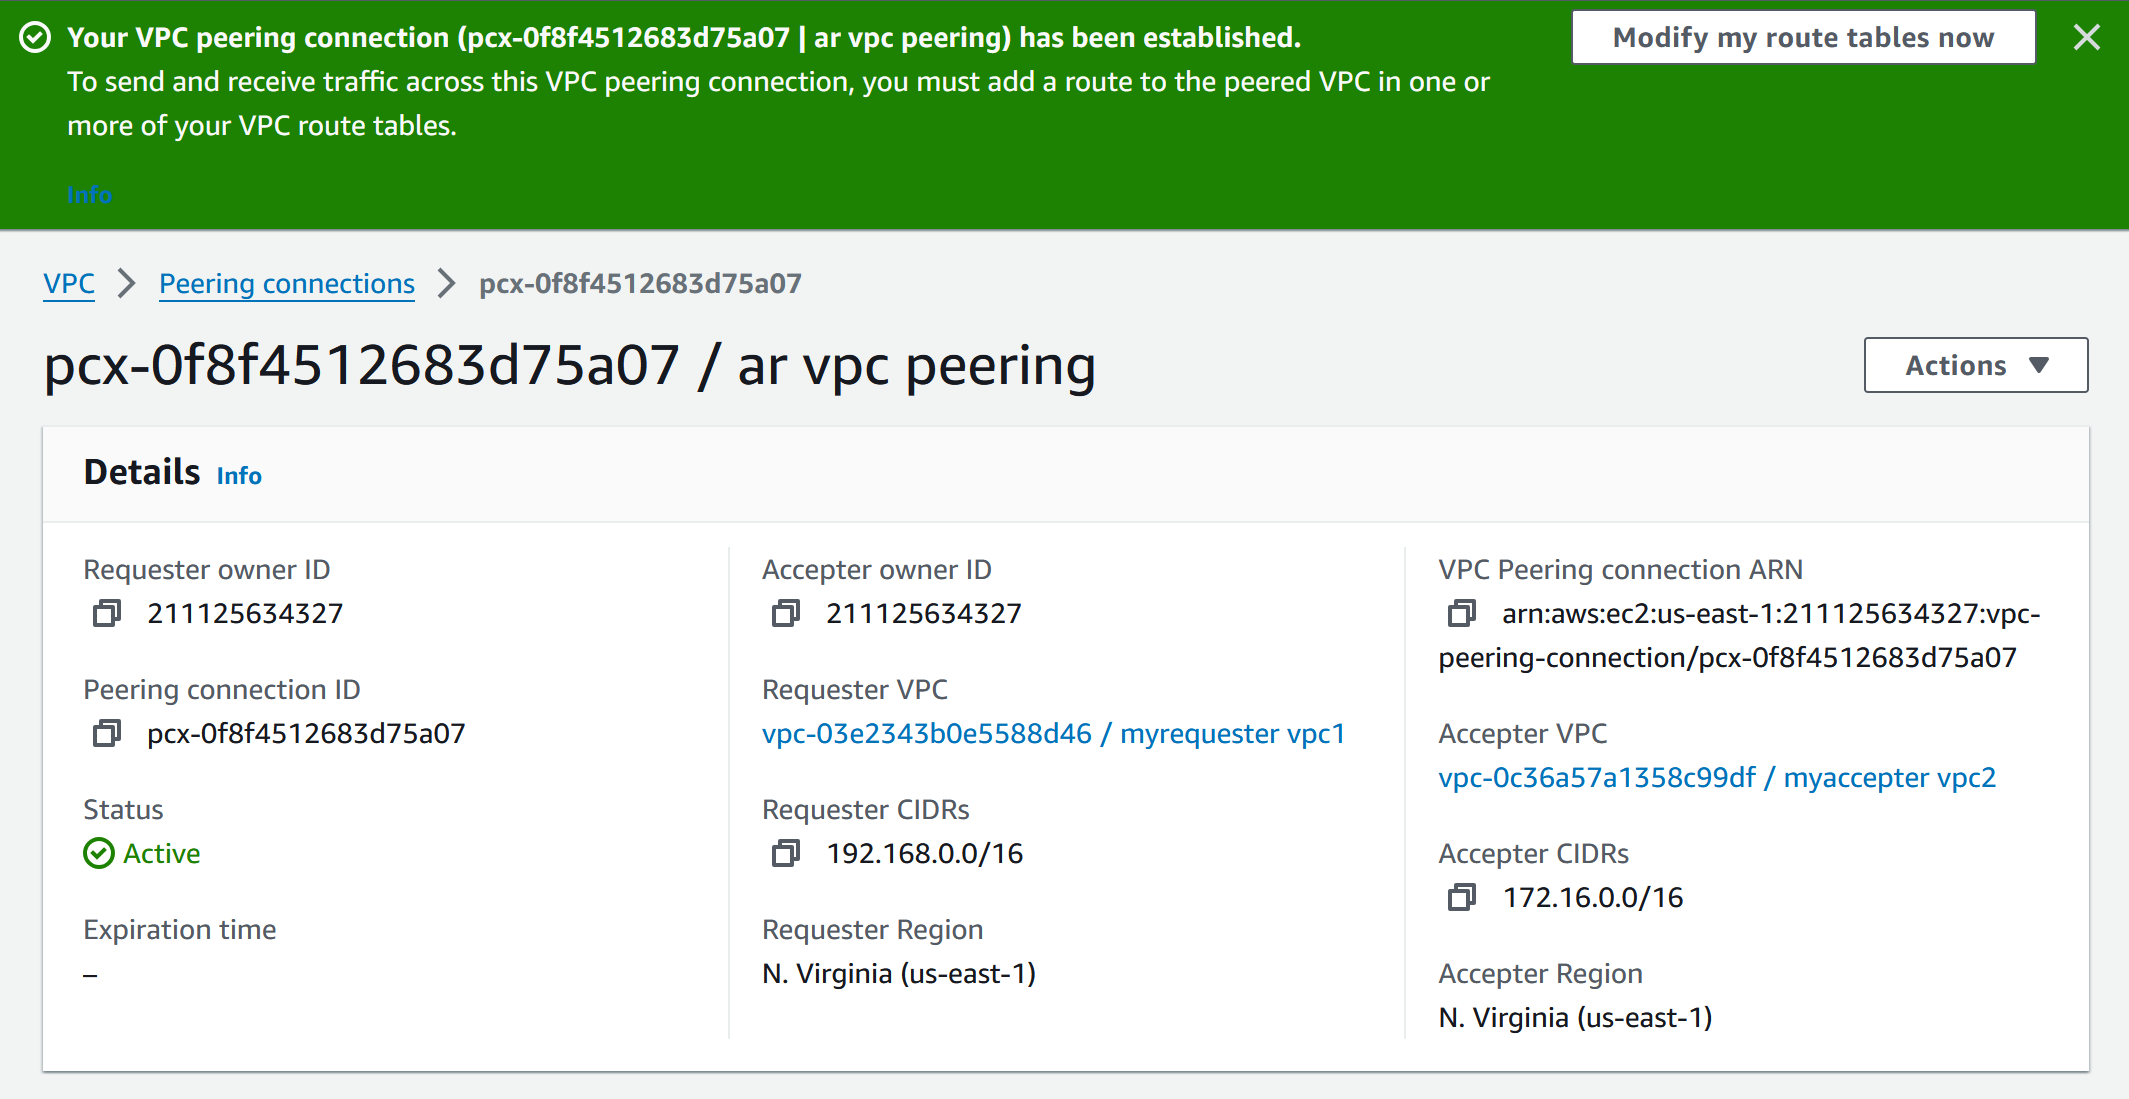 Your VPC peering connection (pcx-0f8f4512683d75a07 | ar vpc peering) has been established.
Modify my route tables now
To send and receive traffic across this VPC peering connection, you must add a route to the peered VPC in one or
more of your VPC route tables.
Info
VPC
Peering connections
pcx-0f8f4512683d75a07
pcx-0f8f4512683d75a07 / ar vpc peering
Actions
Details Info
Requester owner ID
211125634327
Peering connection ID
pcx-0f8f4512683d75a07
Status
Active
Expiration time
–
Accepter owner ID
211125634327
Requester VPC
vpc-03e2343b0e5588d46 / myrequester vpc1
Requester CIDRs
192.168.0.0/16
Requester Region
N. Virginia (us-east-1)
VPC Peering connection ARN
arn:aws:ec2:us-east-1:211125634327:vpc-
peering-connection/pcx-0f8f4512683d75a07
Accepter VPC
vpc-0c36a57a1358c99df / myaccepter vpc2
Accepter CIDRs
172.16.0.0/16
Accepter Region
N. Virginia (us-east-1)